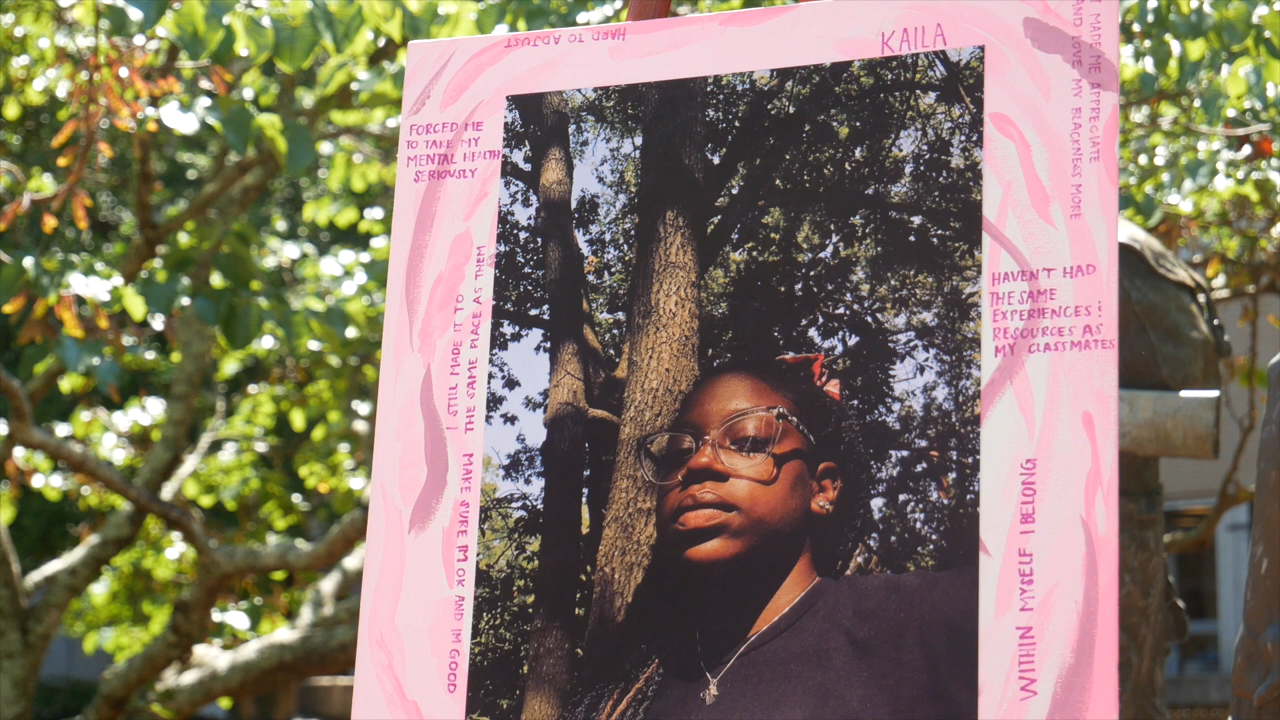 HARD TO ADJUST
KAILA
FORCED ME
TO TAKE MY
MENTAL HEALTH
SERIOUSLY
I STILL MADE IT TO
THE SAME PLACE AS THEM
MAKE SURE IM OK AND IM GOOD
IT MADE ME APPRECIATE
AND LOVE MY BLACKNESS MORE
HAVEN'T HAD
THE SAME
EXPERIENCES &
RESOURCES AS
MY CLASSMATES
WITHIN MYSELF I BELONG